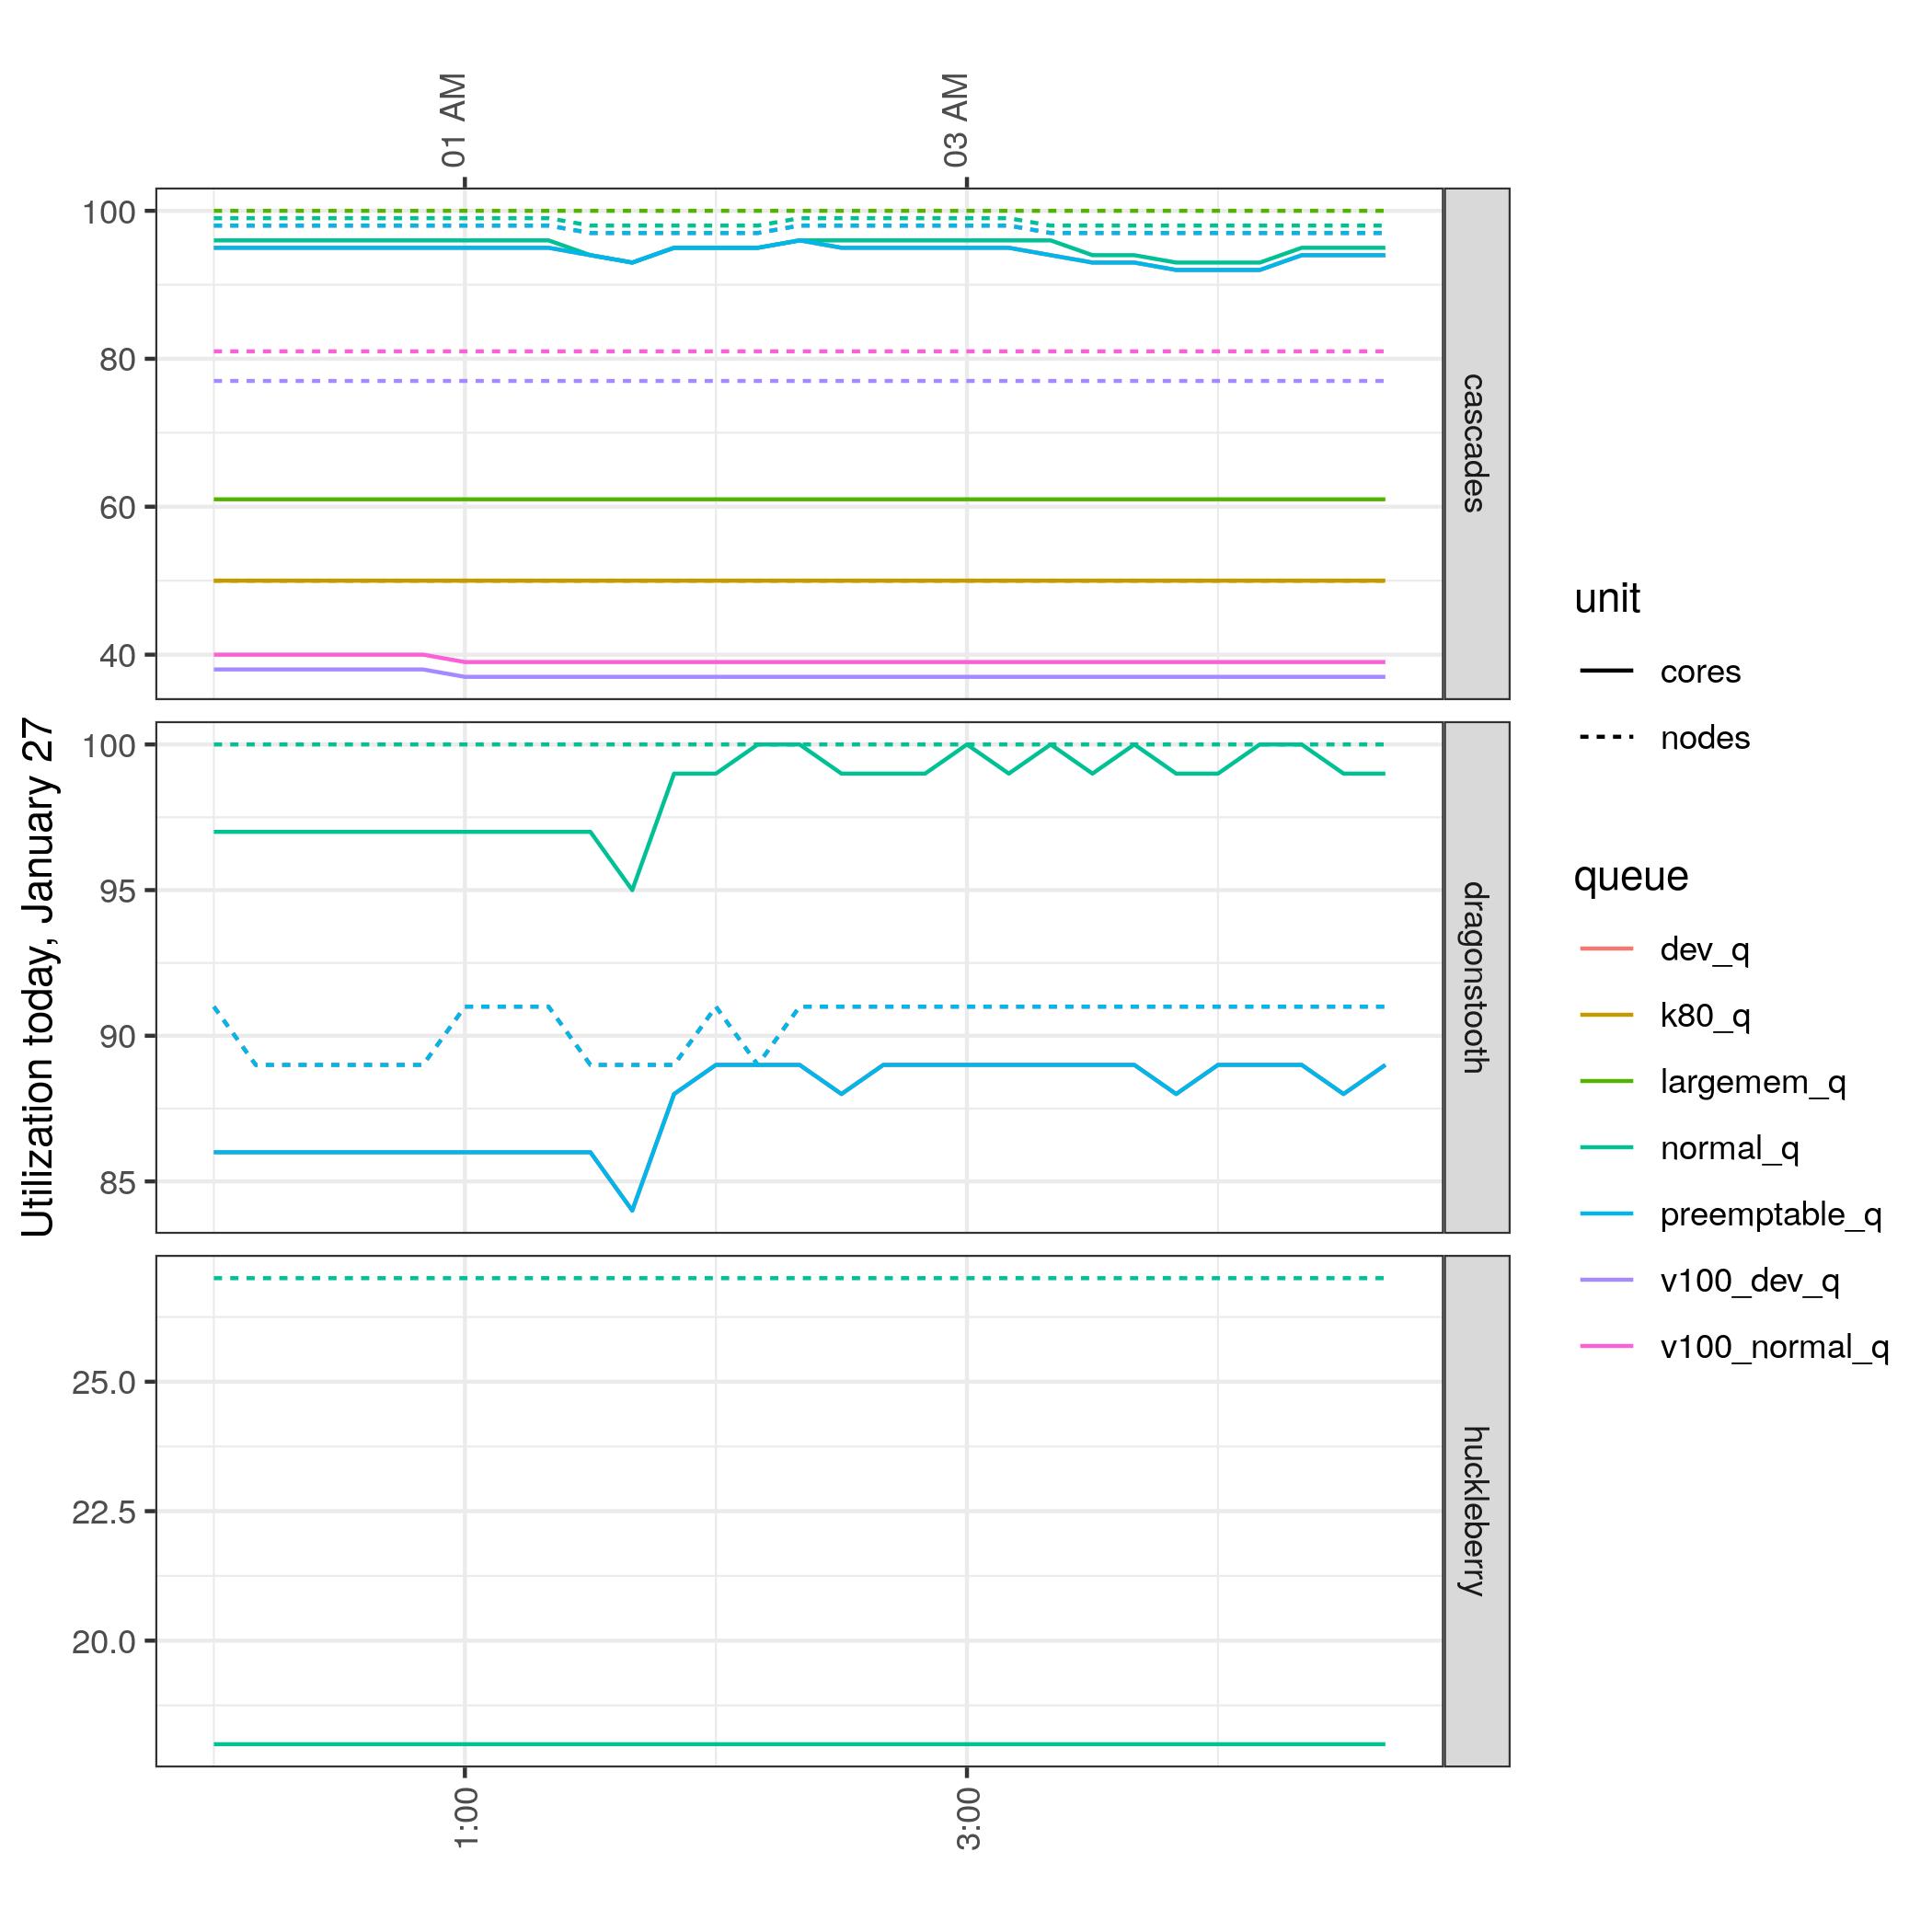 01 AM
03 AM
Utilization today, January 27
100
80
60
40
cascades
100
95
90
85
dragonstooth
25.0
22.5
20.0
huckleberry
1:00
3:00
unit
cores
nodes
queue
dev_q
k80_q
largemem_q
normal_q
preemptable_q
v100_dev_q
v100_normal_q